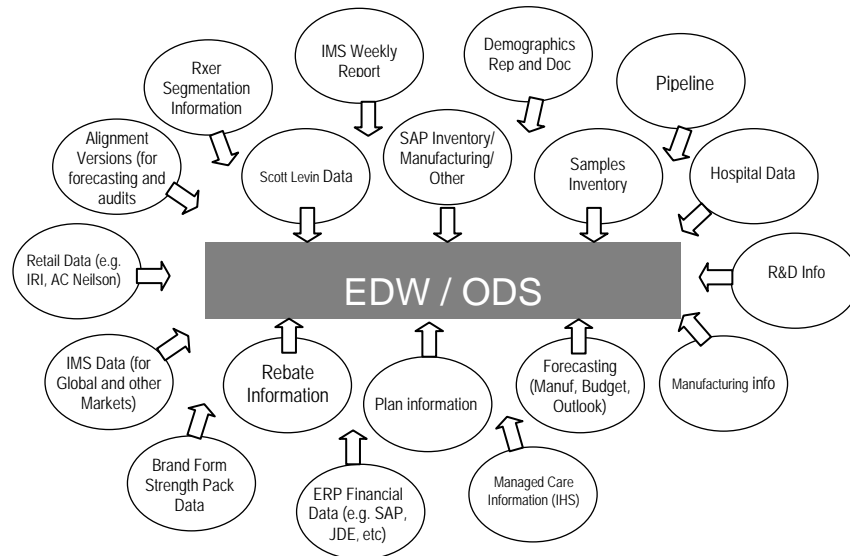 IMS Weekly
Report
Demographics
Rep and Doc
Rxer
Segmentation
Information
Pipeline
Alignment
Versions (for
forecasting and
audits
Scott Levin Data
SAP Inventory/
Manufacturing/
Other
Samples
Inventory
Hospital Data
Retail Data (e.g.
IRI, AC Neilson)
EDW / ODS
R&D Info
IMS Data (for
Global and other
Markets)
Rebate
Information
Plan information
Forecasting
(Manuf, Budget,
Outlook)
Manufacturing info
Brand Form
Strength Pack
Data
ERP Financial
Data (e.g. SAP,
JDE, etc)
Managed Care
Information (IHS)